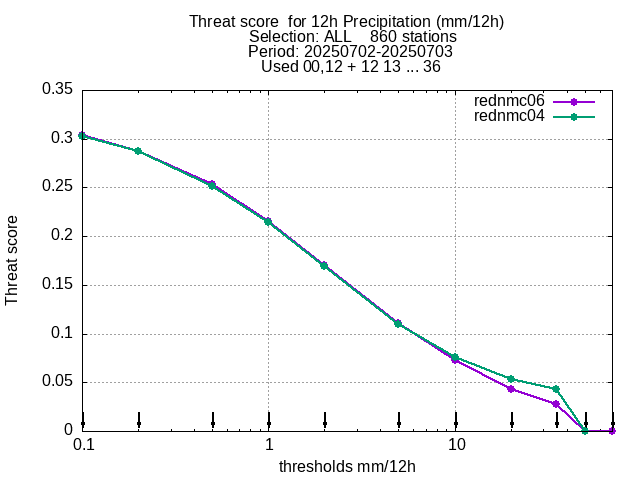 Threat score  for 12h Precipitation (mm/12h)
Selection: ALL    860 stations
Period: 20250702-20250703
Used 00,12 + 12 13 ... 36
rednmc06
rednmc04
0.35
0.3
0.25
0.2
0.15
0.1
0.05
0
Threat score
0.1 1 10
thresholds mm/12h